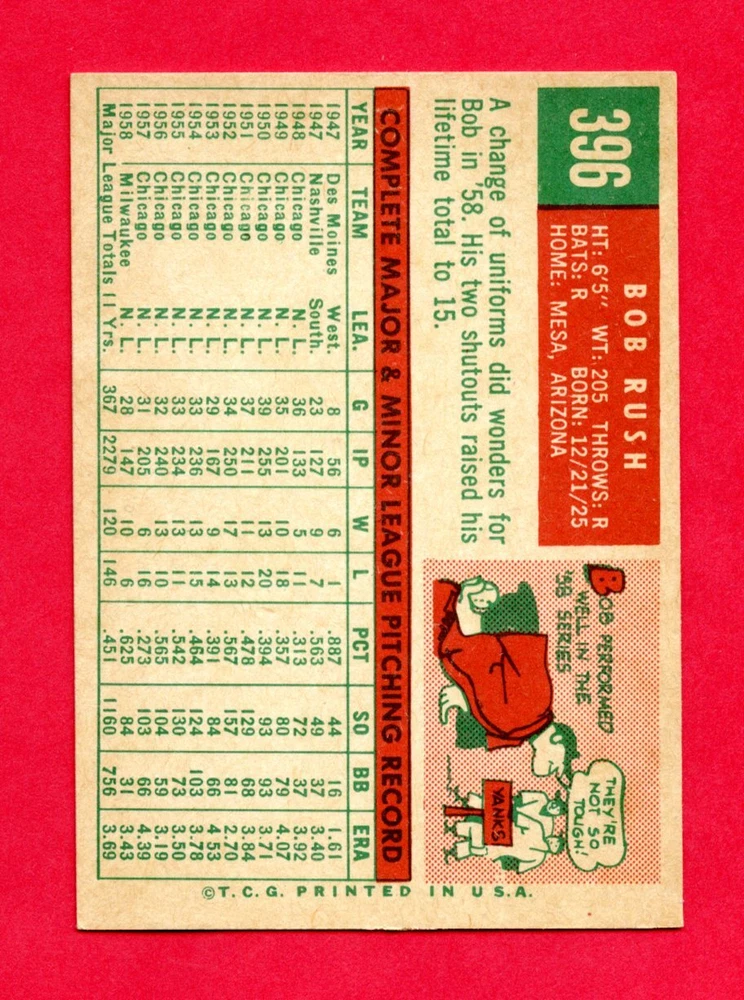 396
BOB RUSH
HT: 6'5" WT: 205 THROWS: R
BATS: R BORN: 12/21/25
HOME: MESA, ARIZONA
A change of uniforms did wonders for
Bob in '58. His two shutouts raised his
lifetime total to 15.
BOB PERFORMED
WELL IN THE
'58 SERIES
THEY'RE
NOT SO
TOUGH!
YANKS
COMPLETE MAJOR & MINOR LEAGUE PITCHING RECORD
YEAR TEAM LEA. G IP W L PCT SO BB ERA
1947 Des Moines West. 8 56 6 1 .887 44 16 1.61
1947 Nashville South. 23 127 9 7 .563 49 37 3.40
1948 Chicago N. L. 36 133 5 11 .313 72 37 3.92
1949 Chicago N. L. 35 201 10 18 .357 80 79 4.07
1950 Chicago N. L. 39 255 13 20 .394 93 93 3.71
1951 Chicago N. L. 37 211 11 12 .478 129 68 3.84
1952 Chicago N. L. 34 250 17 13 .567 157 81 2.70
1953 Chicago N. L. 29 167 9 14 .391 84 66 4.53
1954 Chicago N. L. 33 236 13 15 .464 124 103 3.78
1955 Chicago N. L. 33 234 13 11 .542 130 73 3.50
1956 Chicago N. L. 32 240 13 10 .565 104 59 3.19
1957 Chicago N. L. 31 205 6 16 .273 103 66 4.39
1958 Milwaukee N. L. 28 147 10 6 .625 84 31 3.43
Major League Totals 11 Yrs. 367 2279 120 146 .451 1160 756 3.69
©T.C.G. PRINTED IN U.S.A.